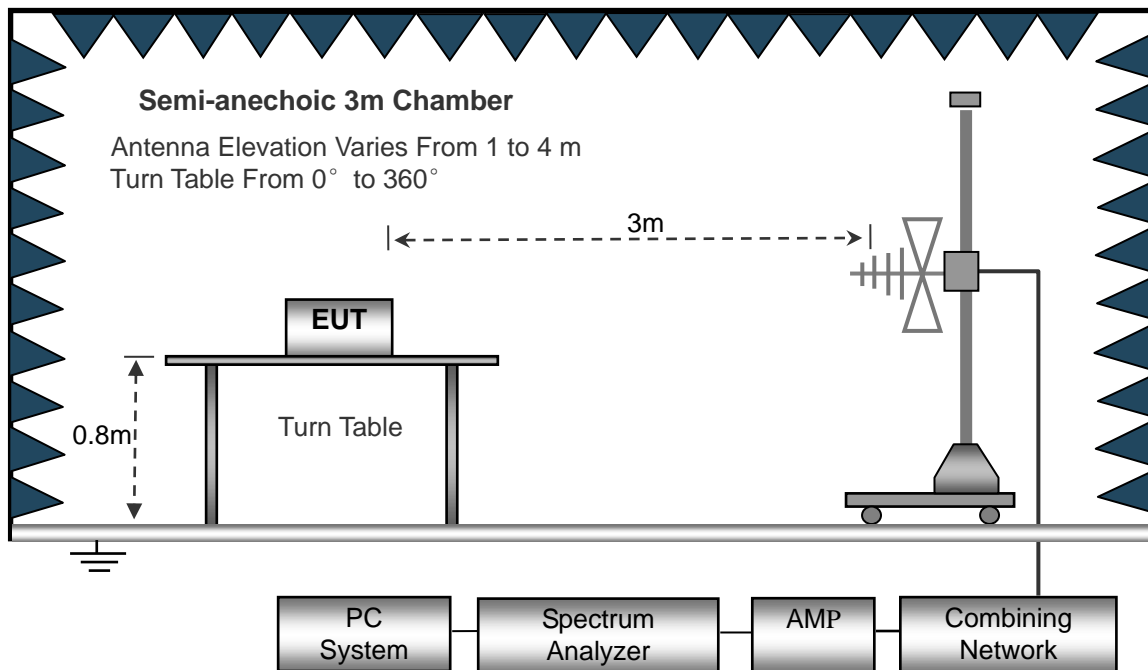 Semi-anechoic 3m Chamber
Antenna Elevation Varies From 1 to 4 m
Turn Table From 0° to 360°
3m
EUT
0.8m
Turn Table
PC
System
Spectrum
Analyzer
AMP
Combining
Network